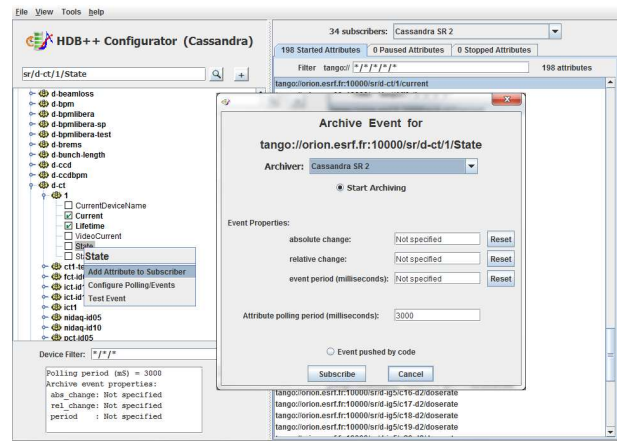 File View Tools help
HDB++ Configurator (Cassandra)
sr/d-ct/1/State
d-beamloss
d-bpm
d-bpmlibera
d-bpmlibera-sp
d-bpmlibera-test
d-brems
d-bunch-length
d-ccd
d-ccdbpm
d-ct
1
CurrentDeviceName
Current
Lifetime
VideoCurrent
State
State
Add Attribute to Subscriber
Configure Polling/Events
Test Event
ict1
nidaq-id05
nidaq-id10
pct-id05
Device Filter: */*/*
Polling period (mS) = 3000
Archive event properties:
abs_change: Not specified
rel_change: Not specified
period : Not specified
34 subscribers: Cassandra SR 2
198 Started Attributes 0 Paused Attributes 0 Stopped Attributes
Filter tango:// */*/*/*/* 198 attributes
tango://orion.esrf.fr:10000/sr/d-ct/1/current
Archive Event for
tango://orion.esrf.fr:10000/sr/d-ct/1/State
Archiver: Cassandra SR 2
Start Archiving
Event Properties:
absolute change: Not specified Reset
relative change: Not specified Reset
event period (milliseconds): Not specified Reset
Attribute polling period (milliseconds): 3000
Event pushed by code
Subscribe Cancel
tango://orion.esrf.fr:10000/sr/d-ig5/c16-d2/doserate
tango://orion.esrf.fr:10000/sr/d-ig5/c18-d2/doserate
tango://orion.esrf.fr:10000/sr/d-ig5/c19-d2/doserate